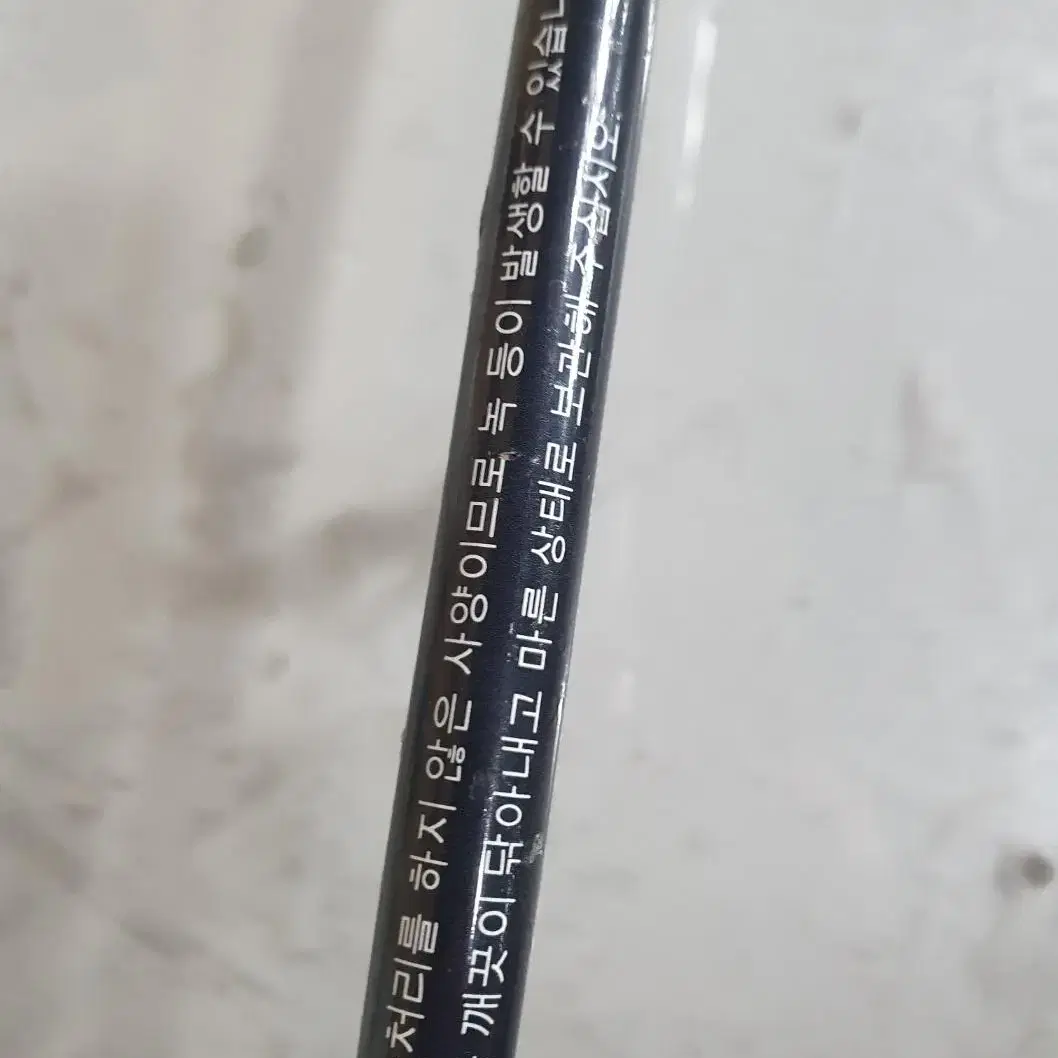 처리를 하지 않은 사양이므로 녹 등이 발생할 수 있습니
깨끗이 닦아내고 마른 상태로 보관해 주십시오.